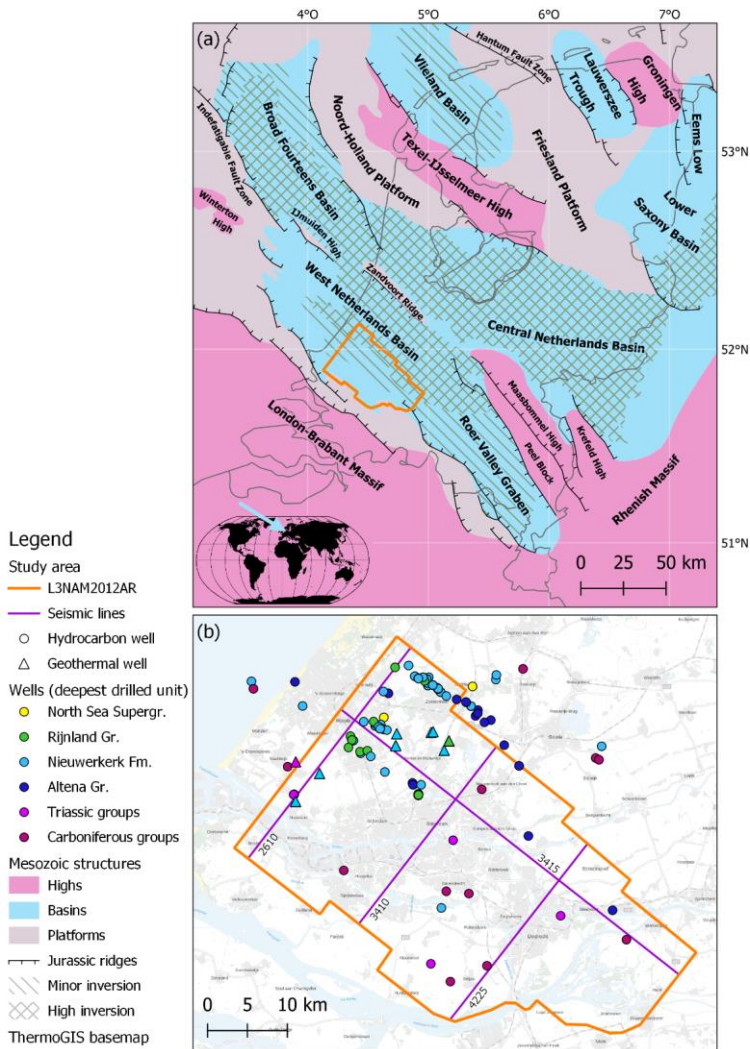 4°O
5°O
6°O
7°O
(a)
Hantum Fault Zone
Vlieland Basin
Lauwerszee Trough
Groningen High
Eems Low
53°N
Indefatigable Fault Zone
Broad Fourteens Basin
Noord-Holland Platform
Texel-IJsselmeer High
Friesland Platform
Lower Saxony Basin
Winterton High
IJmuiden High
West Netherlands Basin
Zandvoort Ridge
Central Netherlands Basin
52°N
London-Brabant Massif
Roer Valley Graben
Maasbommel High
Peel Block
Krefeld High
Rhenish Massif
51°N
0 25 50 km
Legend
Study area
L3NAM2012AR
Seismic lines
Hydrocarbon well
Geothermal well
Wells (deepest drilled unit)
North Sea Supergr.
Rijnland Gr.
Nieuwerkerk Fm.
Altena Gr.
Triassic groups
Carboniferous groups
Mesozoic structures
Highs
Basins
Platforms
Jurassic ridges
Minor inversion
High inversion
ThermoGIS basemap
(b)
2610
3410
3415
4225
0 5 10 km